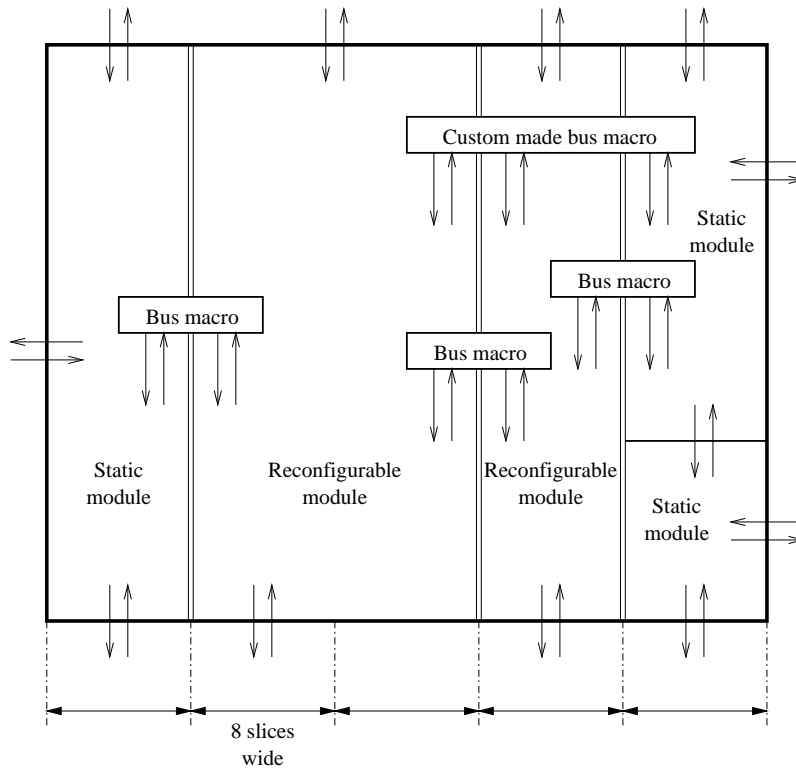 Custom made bus macro
Static
module
Bus macro
Bus macro
Bus macro
Static
module
Reconfigurable
module
Reconfigurable
module
Static
module
8 slices
wide